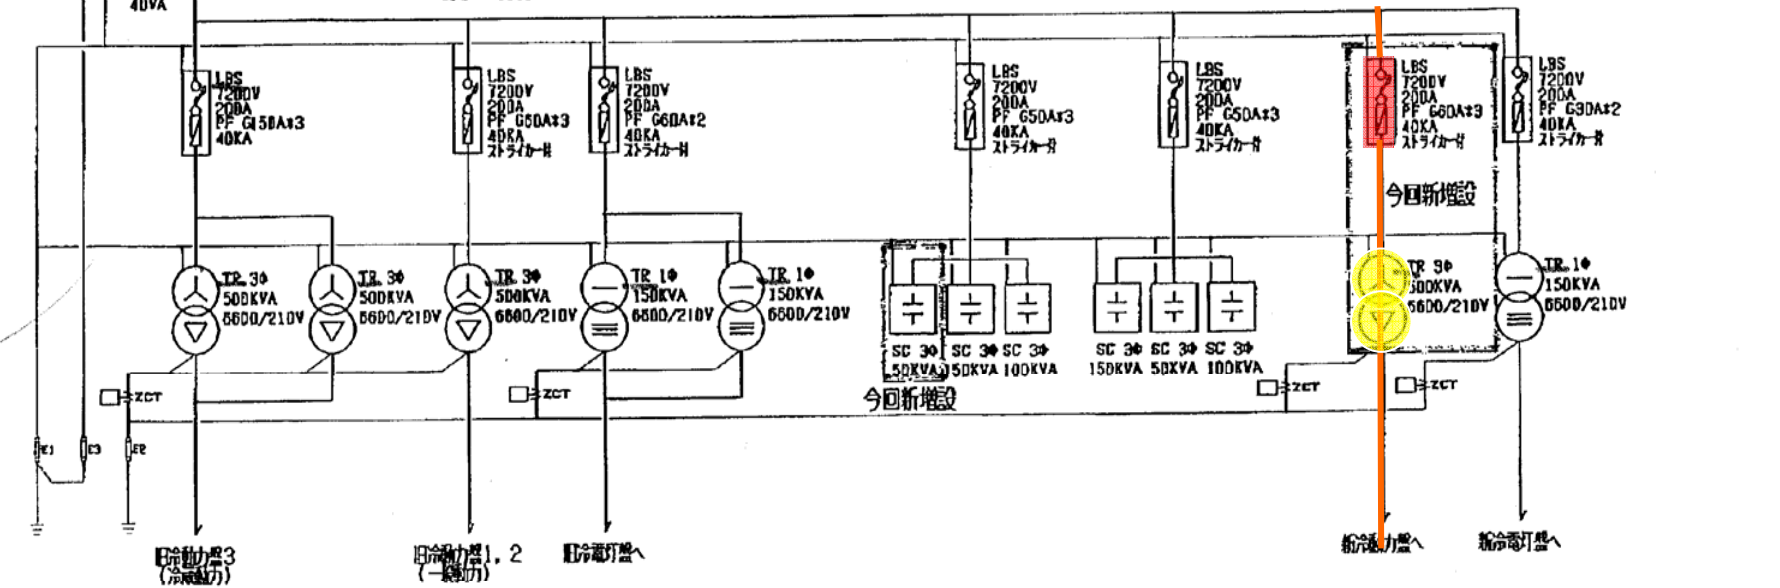 40VA
LBS
7200V
200A
PF G150A*3
40KA
LBS
7200V
200A
PF G60A*3
40KA
ストライカー付
LBS
7200V
200A
PF G60A*2
40KA
ストライカー付
LBS
7200V
200A
PF G50A*3
40KA
ストライカー付
LBS
7200V
200A
PF G50A*3
40KA
ストライカー付
LBS
7200V
200A
PF G60A*3
40KA
ストライカー付
今回新増設
LBS
7200V
200A
PF G30A*2
40KA
ストライカー付
TR 3Φ
500KVA
6600/210V
TR 3Φ
500KVA
6600/210V
TR 3Φ
500KVA
6600/210V
TR 1Φ
150KVA
6600/210V
TR 1Φ
150KVA
6600/210V
SC 3Φ
50KVA
SC 3Φ
150KVA
SC 3Φ
100KVA
今回新増設
SC 3Φ
150KVA
SC 3Φ
50KVA
SC 3Φ
100KVA
TR 3Φ
500KVA
6600/210V
TR 1Φ
150KVA
6600/210V
ZCT
ZCT
ZCT
ZCT
E1
E3
E2
旧冷動力盤3
(冷凍動力)
旧冷動力盤1,2
(一般動力)
旧冷電灯盤へ
新冷動力盤へ
新冷電灯盤へ